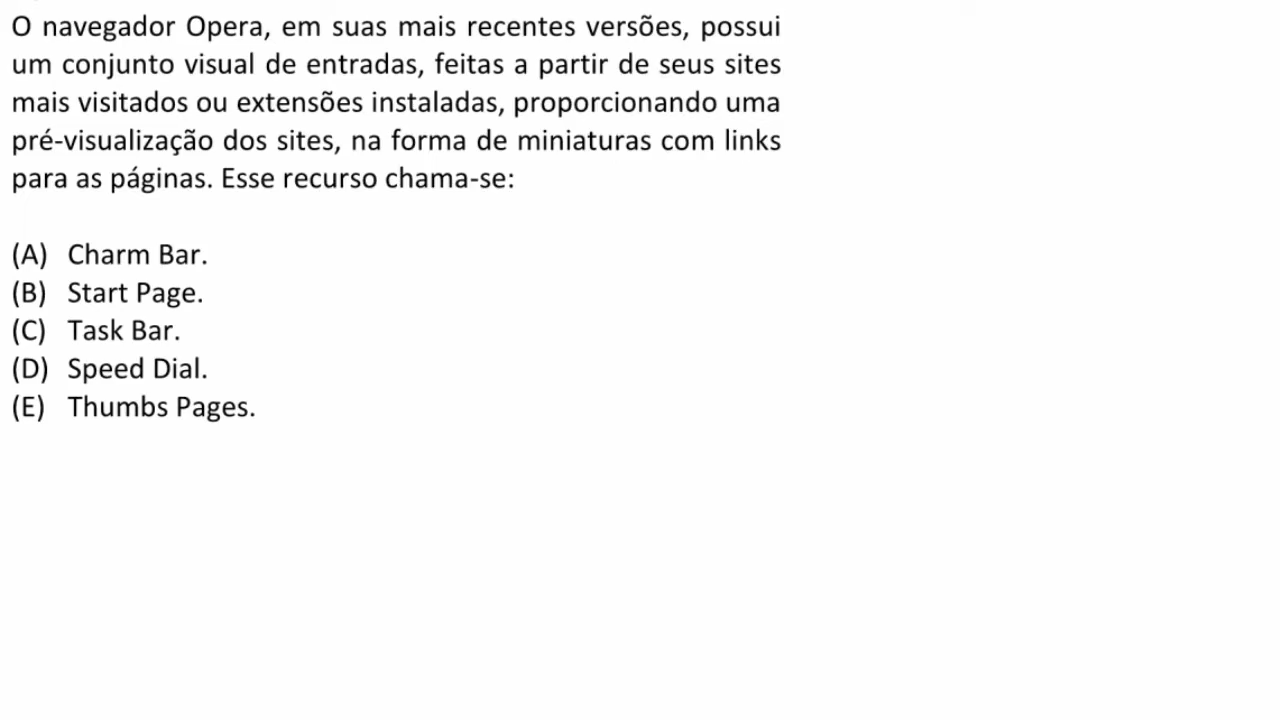 O navegador Opera, em suas mais recentes versões, possui
um conjunto visual de entradas, feitas a partir de seus sites
mais visitados ou extensões instaladas, proporcionando uma
pré-visualização dos sites, na forma de miniaturas com links
para as páginas. Esse recurso chama-se:
(A) Charm Bar.
(B) Start Page.
(C) Task Bar.
(D) Speed Dial.
(E) Thumbs Pages.